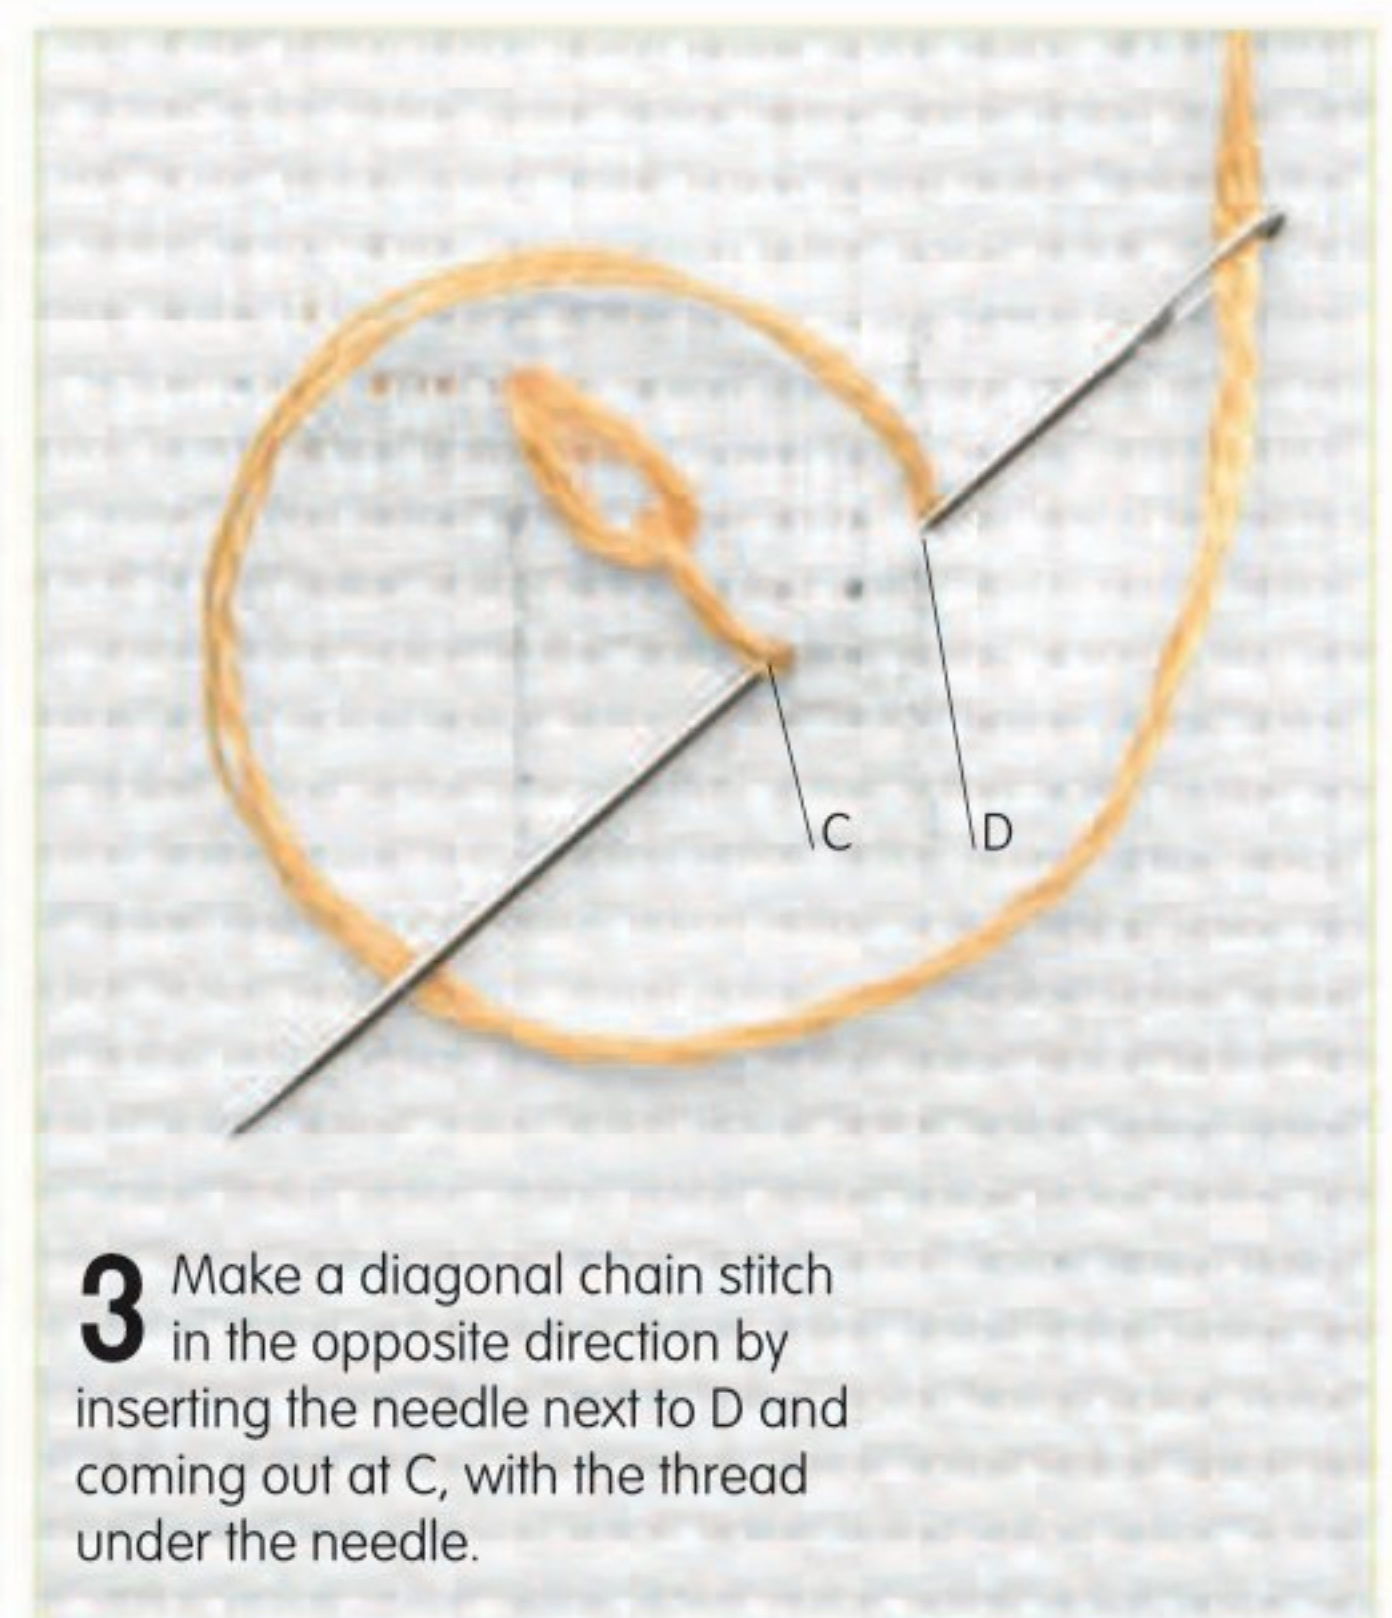 C
D
3 Make a diagonal chain stitch
in the opposite direction by
inserting the needle next to D and
coming out at C, with the thread
under the needle.